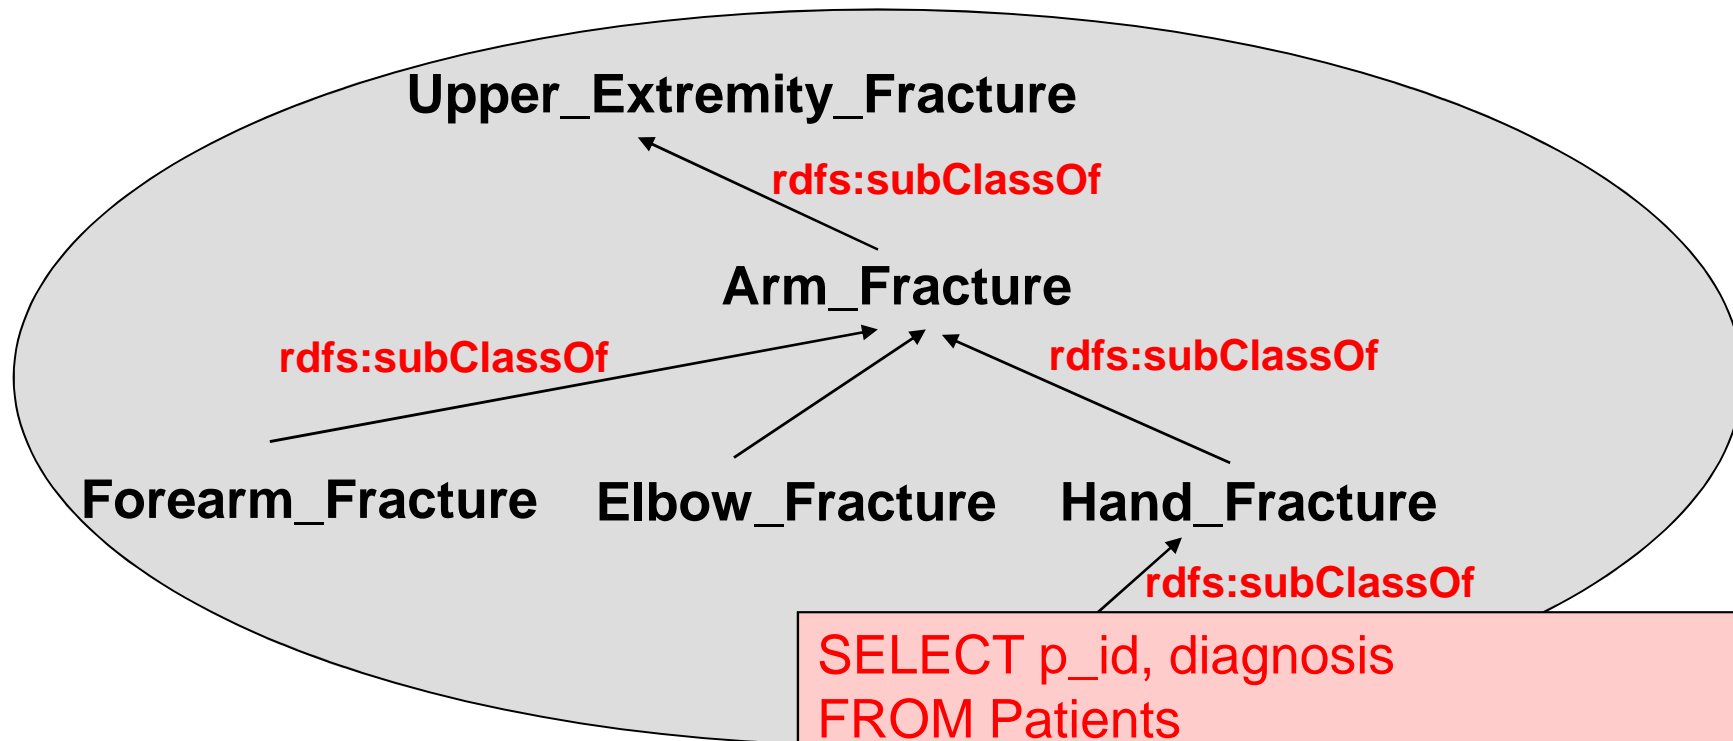 Upper_Extremity_Fracture
rdfs:subClassOf
Arm_Fracture
rdfs:subClassOf
rdfs:subClassOf
Forearm_Fracture
Elbow_Fracture
Hand_Fracture
rdfs:subClassOf
SELECT p_id, diagnosis
FROM Patients